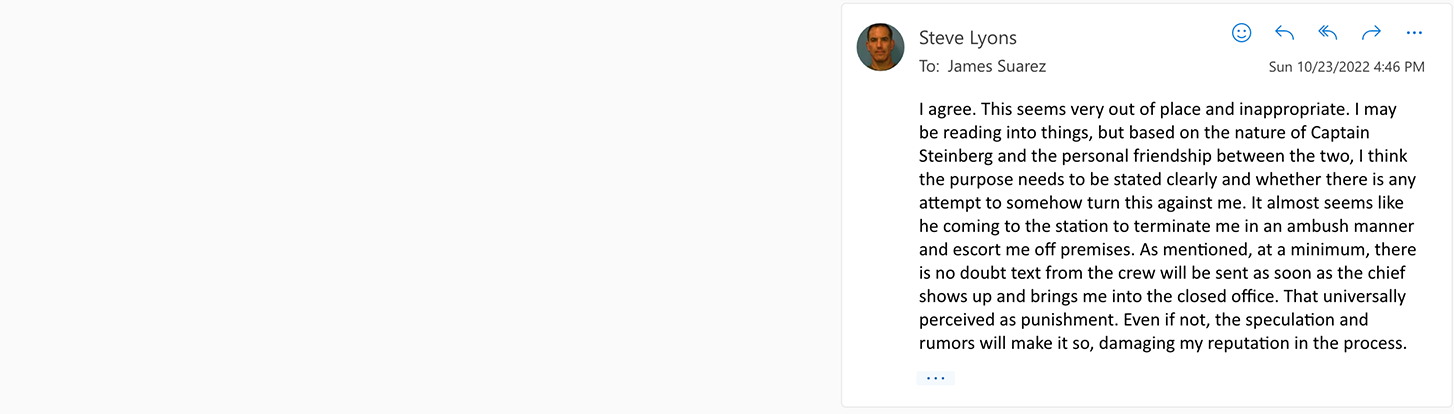 Steve Lyons
To: James Suarez
Sun 10/23/2022 4:46 PM
I agree. This seems very out of place and inappropriate. I may
be reading into things, but based on the nature of Captain
Steinberg and the personal friendship between the two, I think
the purpose needs to be stated clearly and whether there is any
attempt to somehow turn this against me. It almost seems like
he coming to the station to terminate me in an ambush manner
and escort me off premises. As mentioned, at a minimum, there
is no doubt text from the crew will be sent as soon as the chief
shows up and brings me into the closed office. That universally
perceived as punishment. Even if not, the speculation and
rumors will make it so, damaging my reputation in the process.